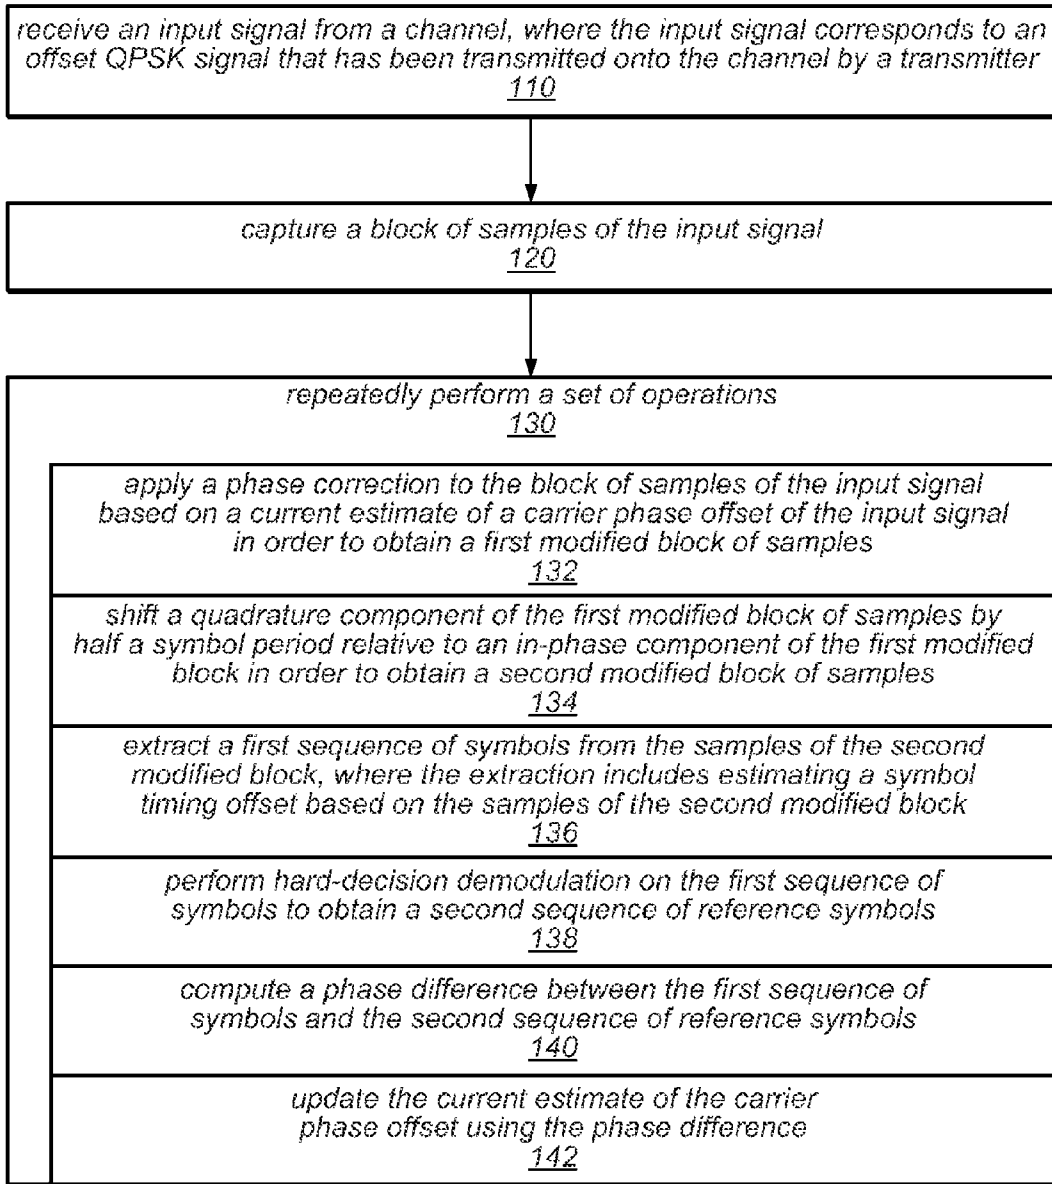 receive an input signal from a channel, where the input signal corresponds to an
offset QPSK signal that has been transmitted onto the channel by a transmitter
110
capture a block of samples of the input signal
120
repeatedly perform a set of operations
130
apply a phase correction to the block of samples of the input signal
based on a current estimate of a carrier phase offset of the input signal
in order to obtain a first modified block of samples
132
shift a quadrature component of the first modified block of samples by
half a symbol period relative to an in-phase component of the first modified
block in order to obtain a second modified block of samples
134
extract a first sequence of symbols from the samples of the second
modified block, where the extraction includes estimating a symbol
timing offset based on the samples of the second modified block
136
perform hard-decision demodulation on the first sequence of
symbols to obtain a second sequence of reference symbols
138
compute a phase difference between the first sequence of
symbols and the second sequence of reference symbols
140
update the current estimate of the carrier
phase offset using the phase difference
142